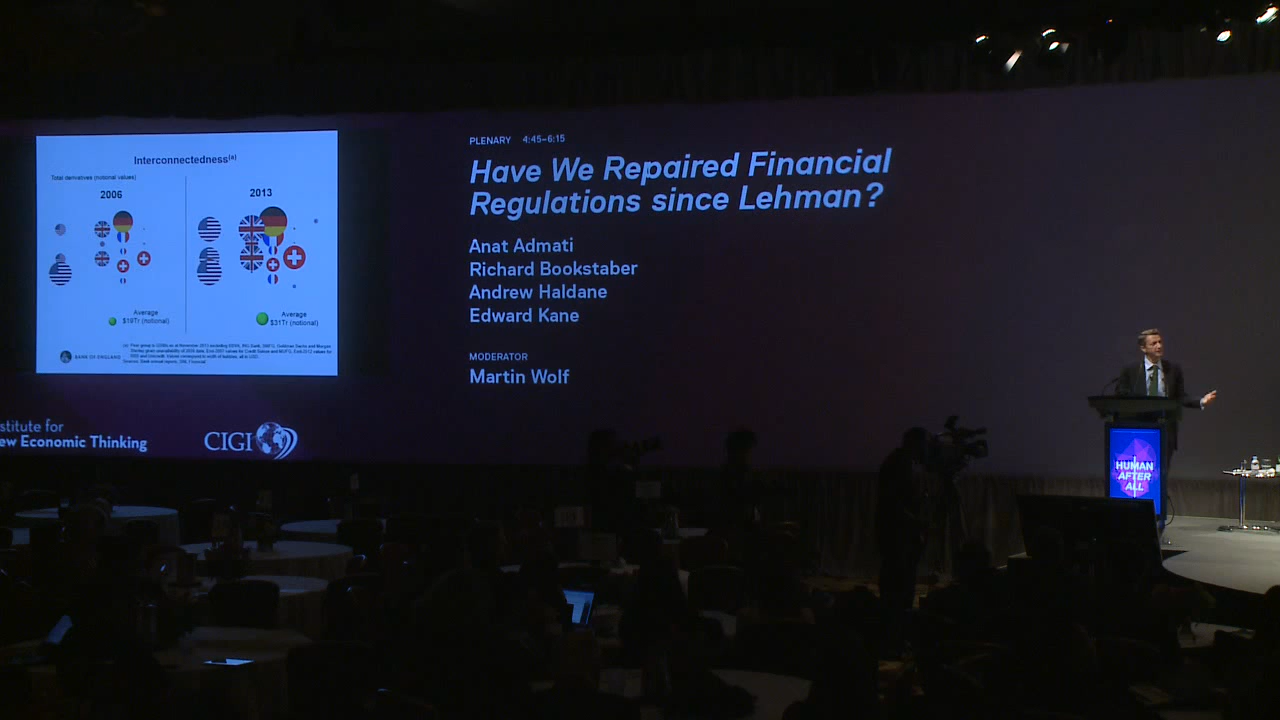 Interconnectedness(a)
Total derivatives (notional values)
2006
2013
Average
$19Tr (notional)
Average
$31Tr (notional)
BANK OF ENGLAND
PLENARY 4:45–6:15
Have We Repaired Financial
Regulations since Lehman?
Anat Admati
Richard Bookstaber
Andrew Haldane
Edward Kane
MODERATOR
Martin Wolf
stitute for
ew Economic Thinking
CIGI
HUMAN
AFTER
ALL